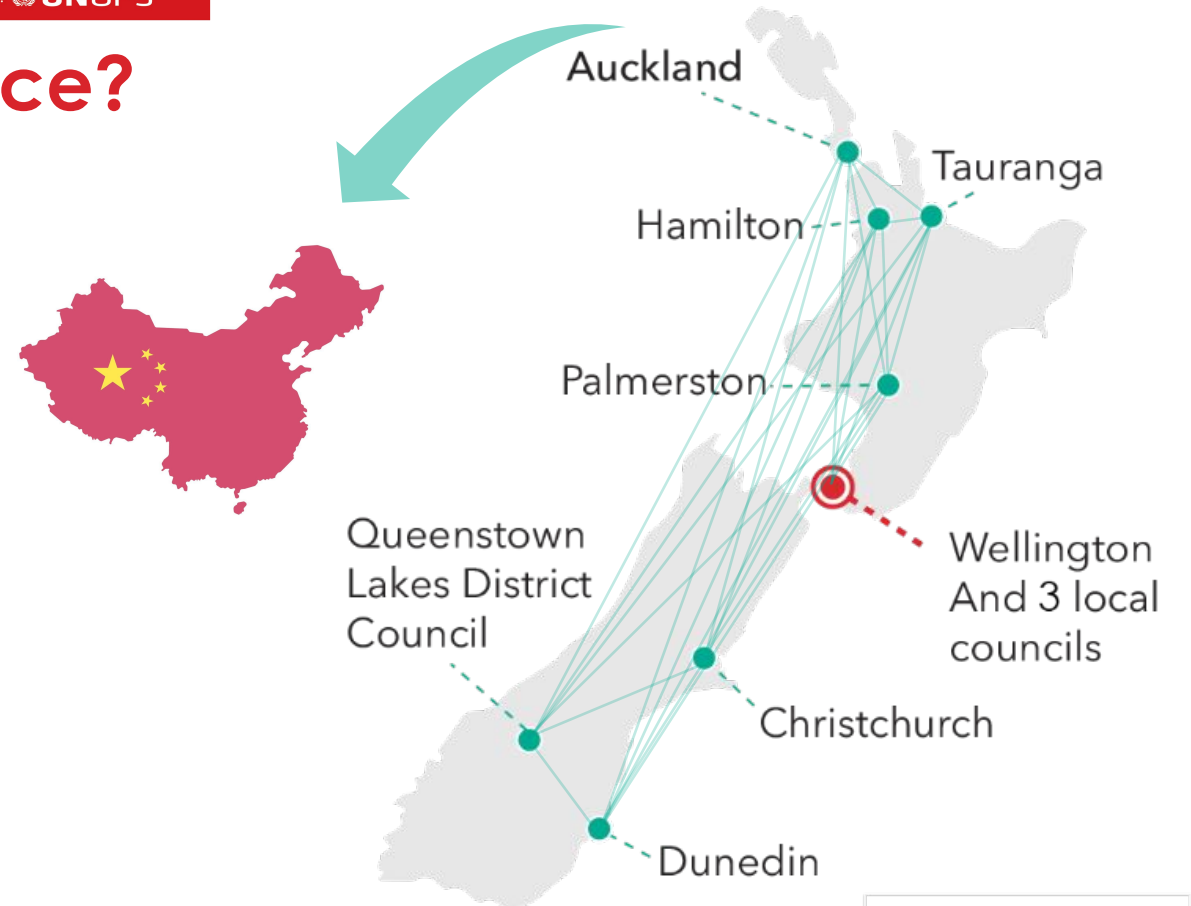 ce?
Auckland
Tauranga
Hamilton
Palmerston
Queenstown
Lakes District
Council
Wellington
And 3 local
councils
Christchurch
Dunedin